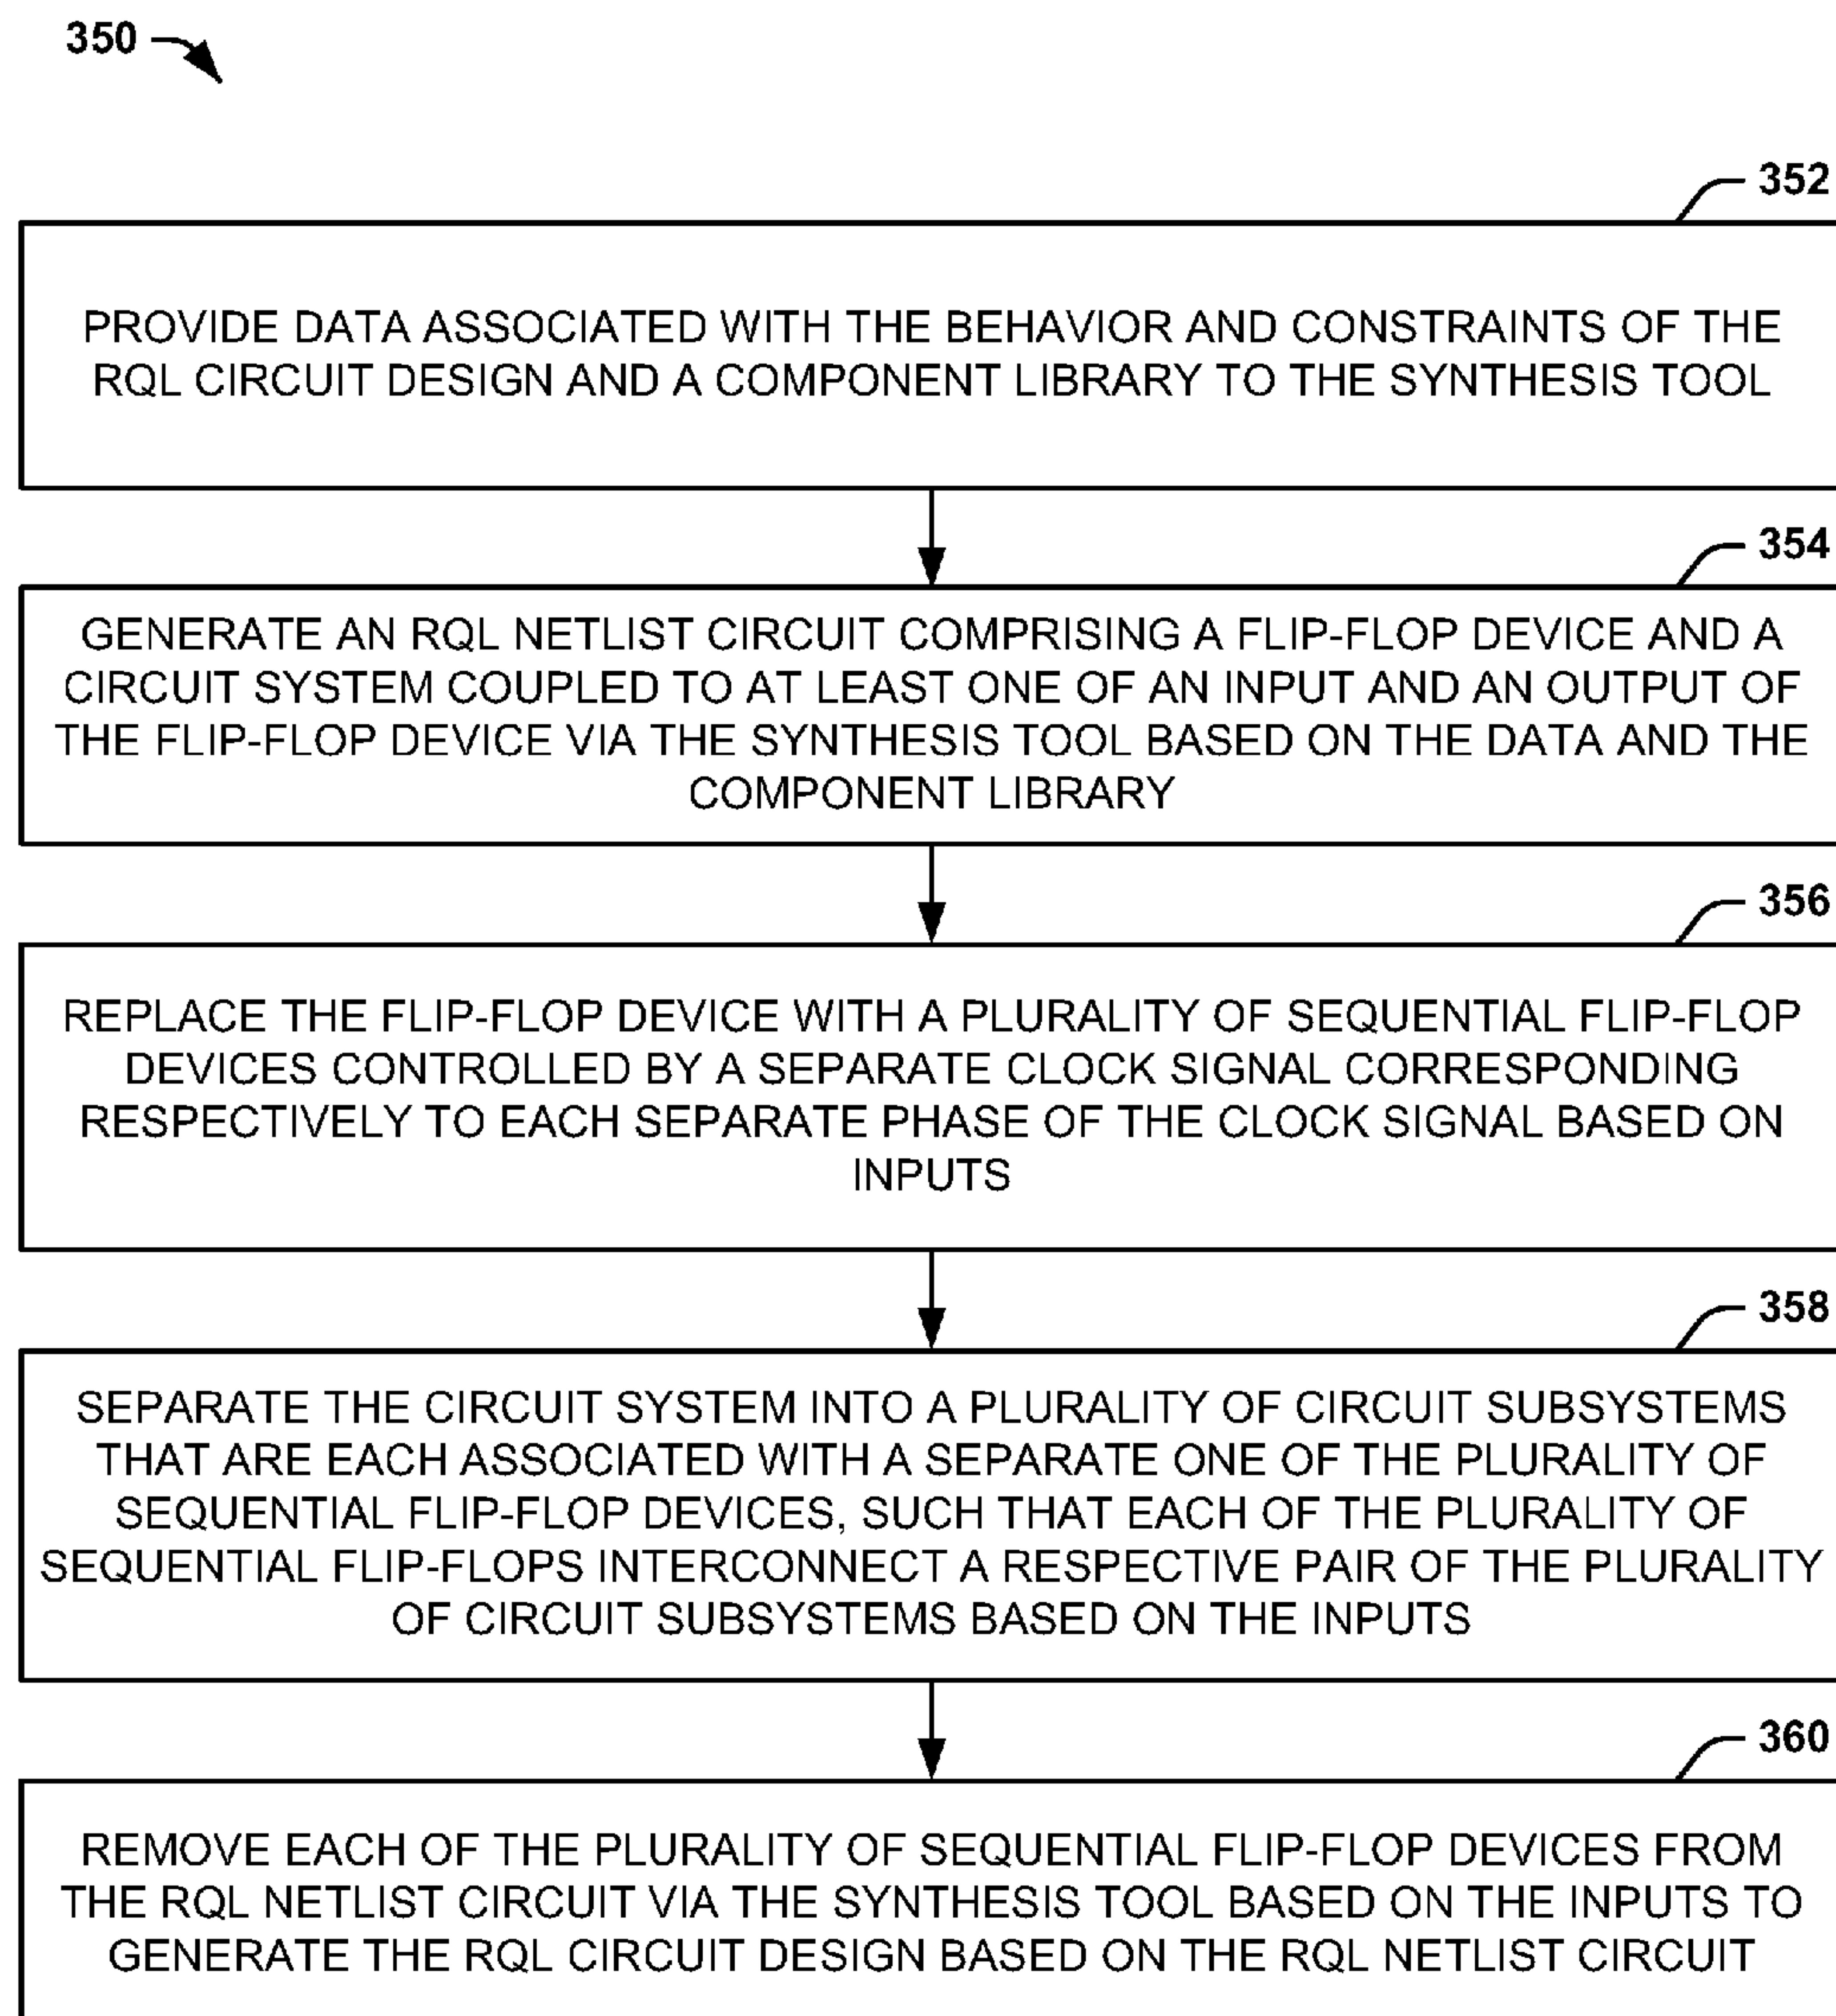 350
352
PROVIDE DATA ASSOCIATED WITH THE BEHAVIOR AND CONSTRAINTS OF THE
RQL CIRCUIT DESIGN AND A COMPONENT LIBRARY TO THE SYNTHESIS TOOL
354
GENERATE AN RQL NETLIST CIRCUIT COMPRISING A FLIP-FLOP DEVICE AND A
CIRCUIT SYSTEM COUPLED TO AT LEAST ONE OF AN INPUT AND AN OUTPUT OF
THE FLIP-FLOP DEVICE VIA THE SYNTHESIS TOOL BASED ON THE DATA AND THE
COMPONENT LIBRARY
356
REPLACE THE FLIP-FLOP DEVICE WITH A PLURALITY OF SEQUENTIAL FLIP-FLOP
DEVICES CONTROLLED BY A SEPARATE CLOCK SIGNAL CORRESPONDING
RESPECTIVELY TO EACH SEPARATE PHASE OF THE CLOCK SIGNAL BASED ON
INPUTS
358
SEPARATE THE CIRCUIT SYSTEM INTO A PLURALITY OF CIRCUIT SUBSYSTEMS
THAT ARE EACH ASSOCIATED WITH A SEPARATE ONE OF THE PLURALITY OF
SEQUENTIAL FLIP-FLOP DEVICES, SUCH THAT EACH OF THE PLURALITY OF
SEQUENTIAL FLIP-FLOPS INTERCONNECT A RESPECTIVE PAIR OF THE PLURALITY
OF CIRCUIT SUBSYSTEMS BASED ON THE INPUTS
360
REMOVE EACH OF THE PLURALITY OF SEQUENTIAL FLIP-FLOP DEVICES FROM
THE RQL NETLIST CIRCUIT VIA THE SYNTHESIS TOOL BASED ON THE INPUTS TO
GENERATE THE RQL CIRCUIT DESIGN BASED ON THE RQL NETLIST CIRCUIT